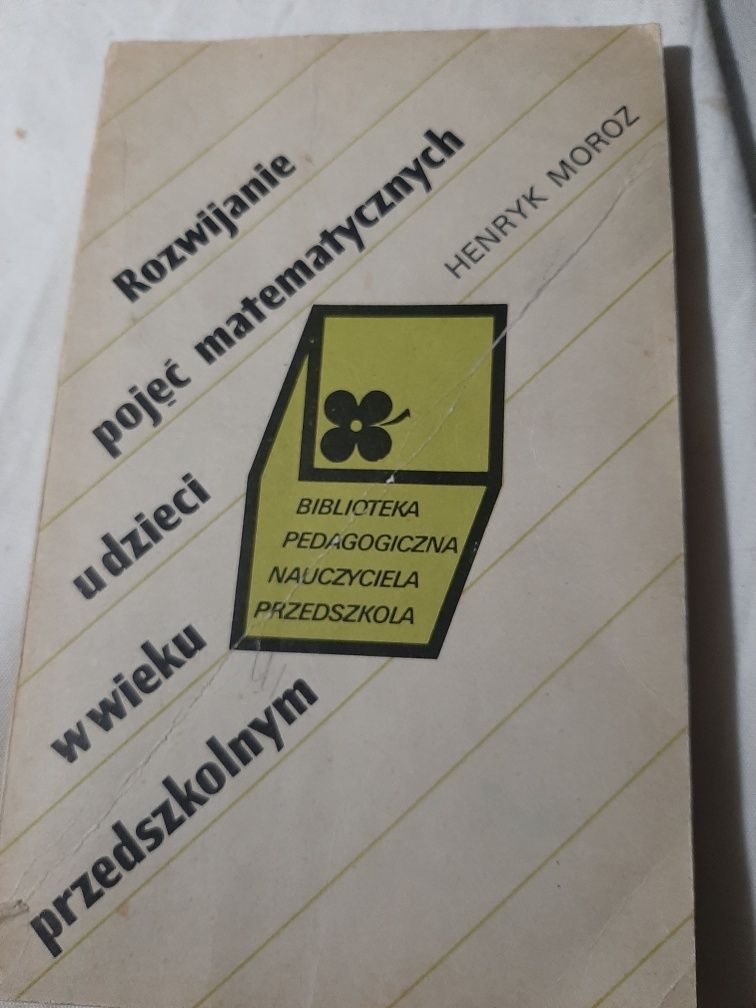 Rozwijanie
pojęć matematycznych
u dzieci
w wieku
przedszkolnym
HENRYK MOROZ
BIBLIOTEKA
PEDAGOGICZNA
NAUCZYCIELA
PRZEDSZKOLA